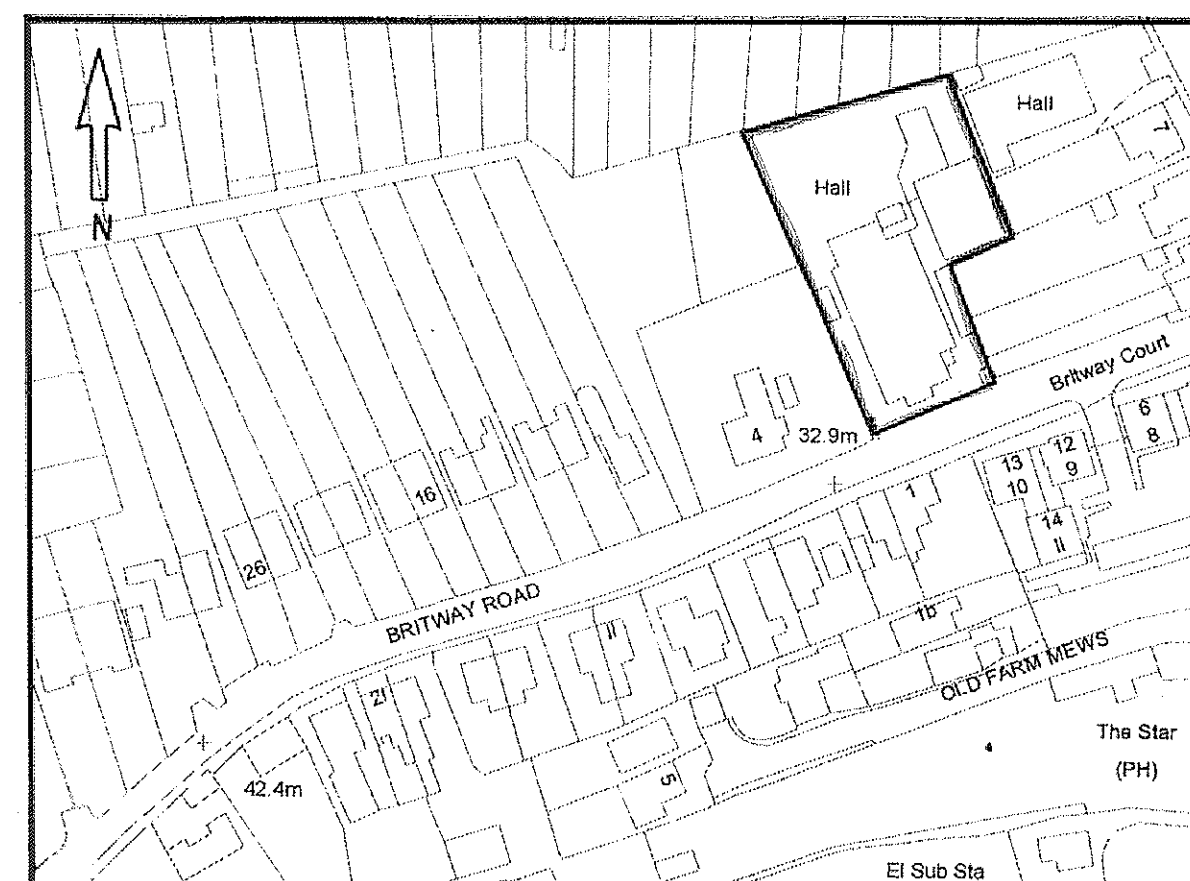 Hall
7
Hall
N
Britway Court
6
8
4
32.9m
12
9
13
10
1
16
14
11
26
BRITWAY ROAD
11
1b
OLD FARM MEWS
21
The Star
(PH)
5
42.4m
El Sub Sta